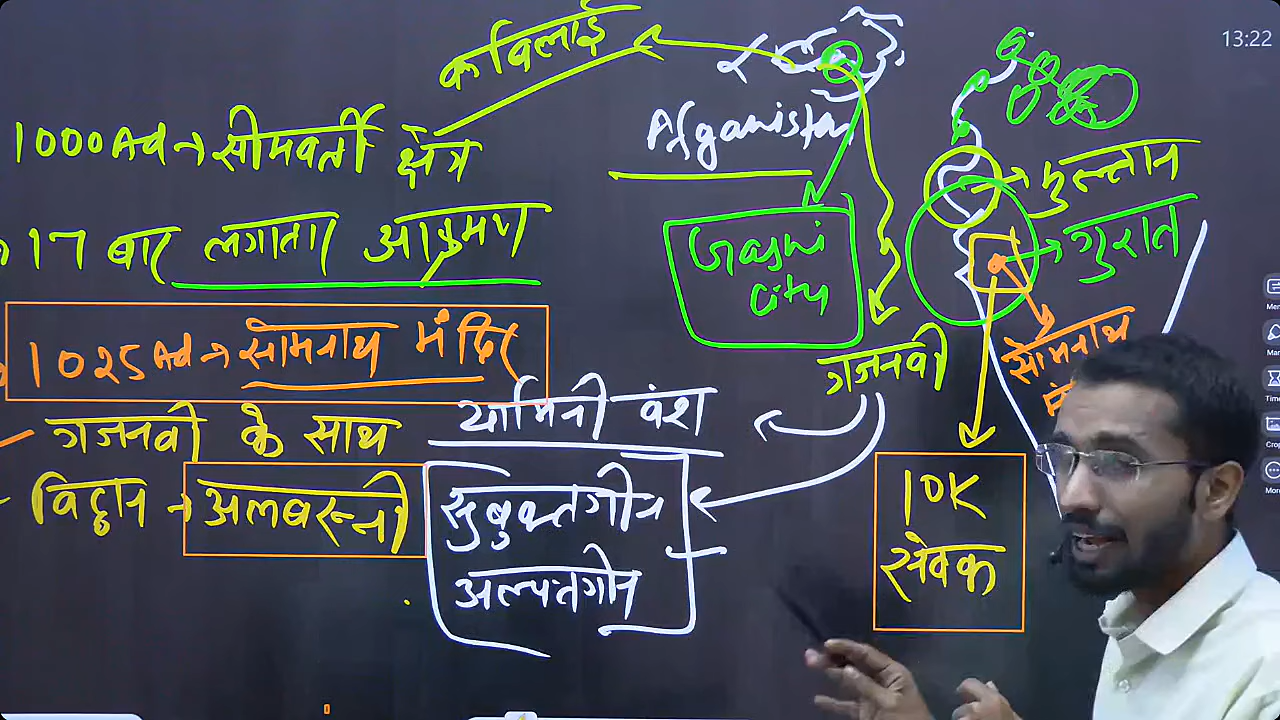 13:22
कबिलाई
1000 Ad → सीमवर्ती क्षेत्र
17 बार लगातार आक्रमण
1025 Ad → सोमनाथ मंदिर
गजनवी के साथ
विद्वान → अलबरूनी
Afganistan
Gajni
city
गजनवी
यामिनी वंश
सुबुक्तगीन
अल्पतगीन
मुल्तान
गुरात
सोमनाथ
10K
सेवक